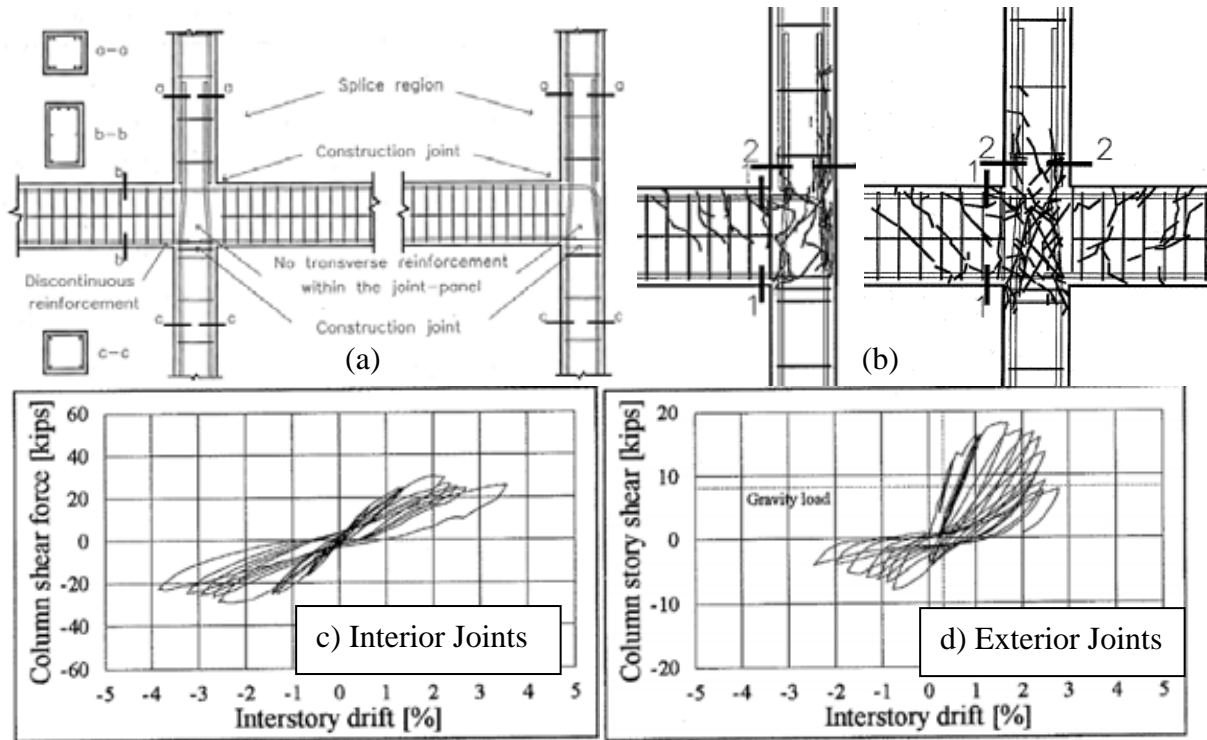 a-a
b-b
c-c
a
a
a
a
b
b
c
c
c
c
Splice region
Construction joint
Discontinuous
reinforcement
No transverse reinforcement
within the joint-panel
Construction joint
(a)
2
1
1
2
2
1
1
(b)
Column shear force [kips]
60
40
20
0
-20
-40
-60
-5
-4
-3
-2
-1
0
1
2
3
4
5
Interstory drift [%]
c) Interior Joints
Column story shear [kips]
20
10
0
-10
-20
Gravity load
-5
-4
-3
-2
-1
0
1
2
3
4
5
Interstory drift [%]
d) Exterior Joints